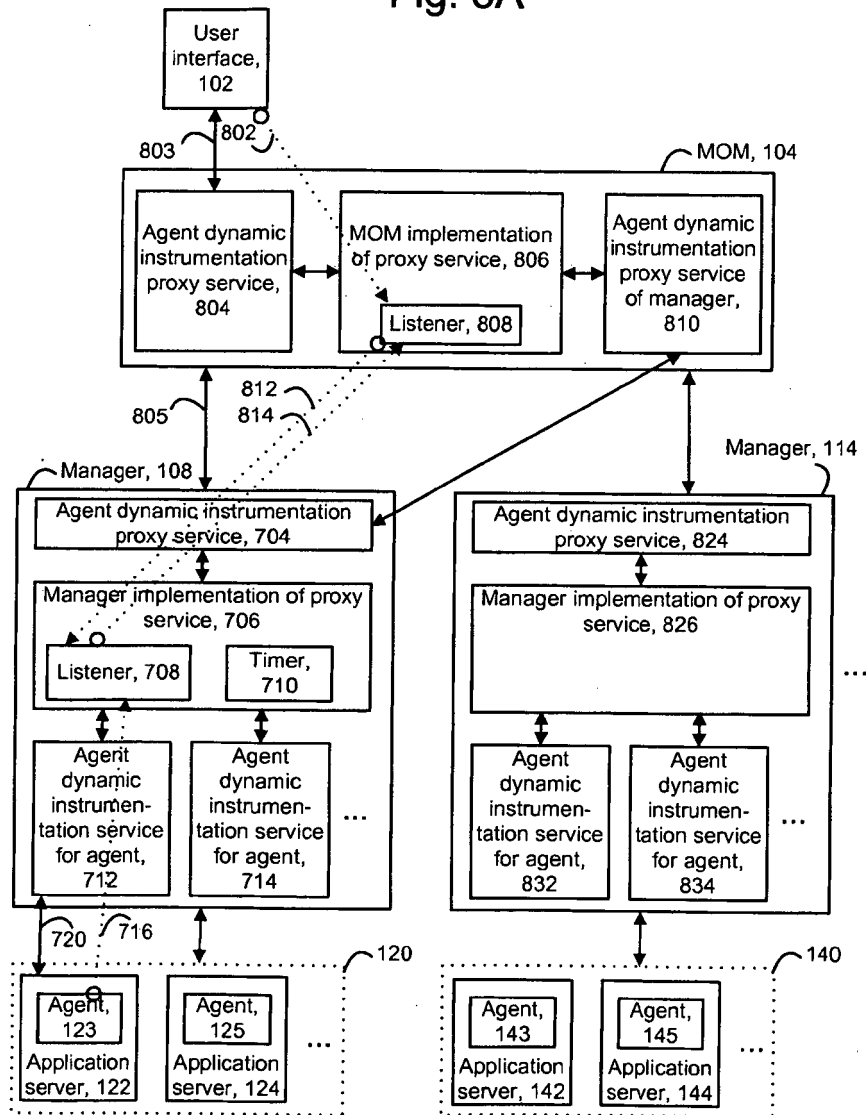 Fig. 8A
User
interface,
102
803
802
MOM, 104
Agent dynamic
instrumentation
proxy service,
804
MOM implementation
of proxy service, 806
Listener, 808
Agent dynamic
instrumentation
proxy service
of manager,
810
805
812
814
Manager, 108
Manager, 114
Agent dynamic instrumentation
proxy service, 704
Manager implementation of proxy
service, 706
Listener, 708
Timer,
710
Agent dynamic instrumentation
proxy service, 824
Manager implementation of proxy
service, 826
...
Agent
dynamic
instrumen-
tation service
for agent,
712
Agent
dynamic
instrumen-
tation service
for agent,
714
...
Agent
dynamic
instrumen-
tation service
for agent,
832
Agent
dynamic
instrumen-
tation service
for agent,
834
...
720
716
120
140
Agent,
123
Application
server, 122
Agent,
125
Application
server, 124
...
Agent,
143
Application
server, 142
Agent,
145
Application
server, 144
...